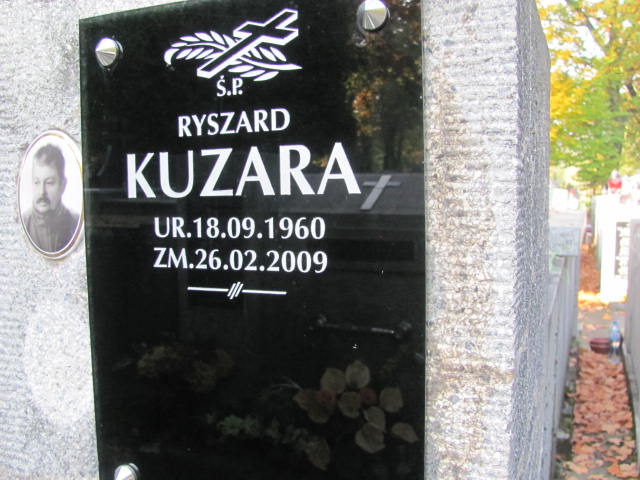 Ś.P.
RYSZARD
KUZARA
UR.18.09.1960
ZM.26.02.2009